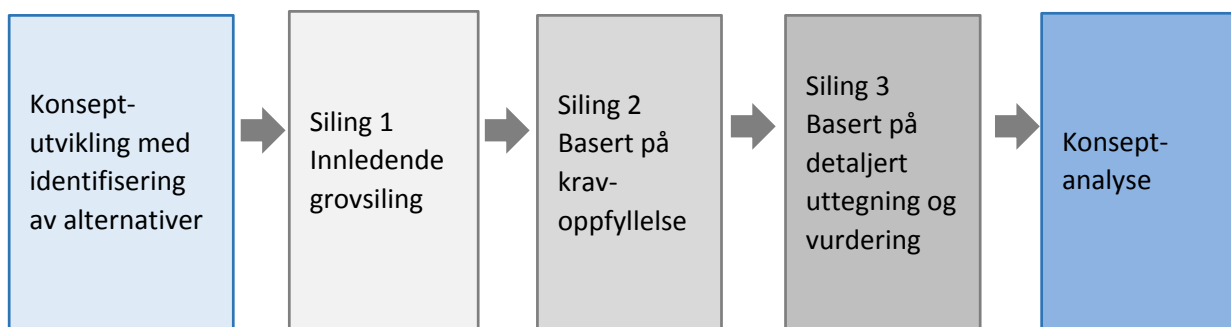 Konsept-
utvikling med
identifisering
av alternativer
Siling 1
Innledende
grovsiling
Siling 2
Basert på
krav-
oppfyllelse
Siling 3
Basert på
detaljert
uttegning og
vurdering
Konsept-
analyse